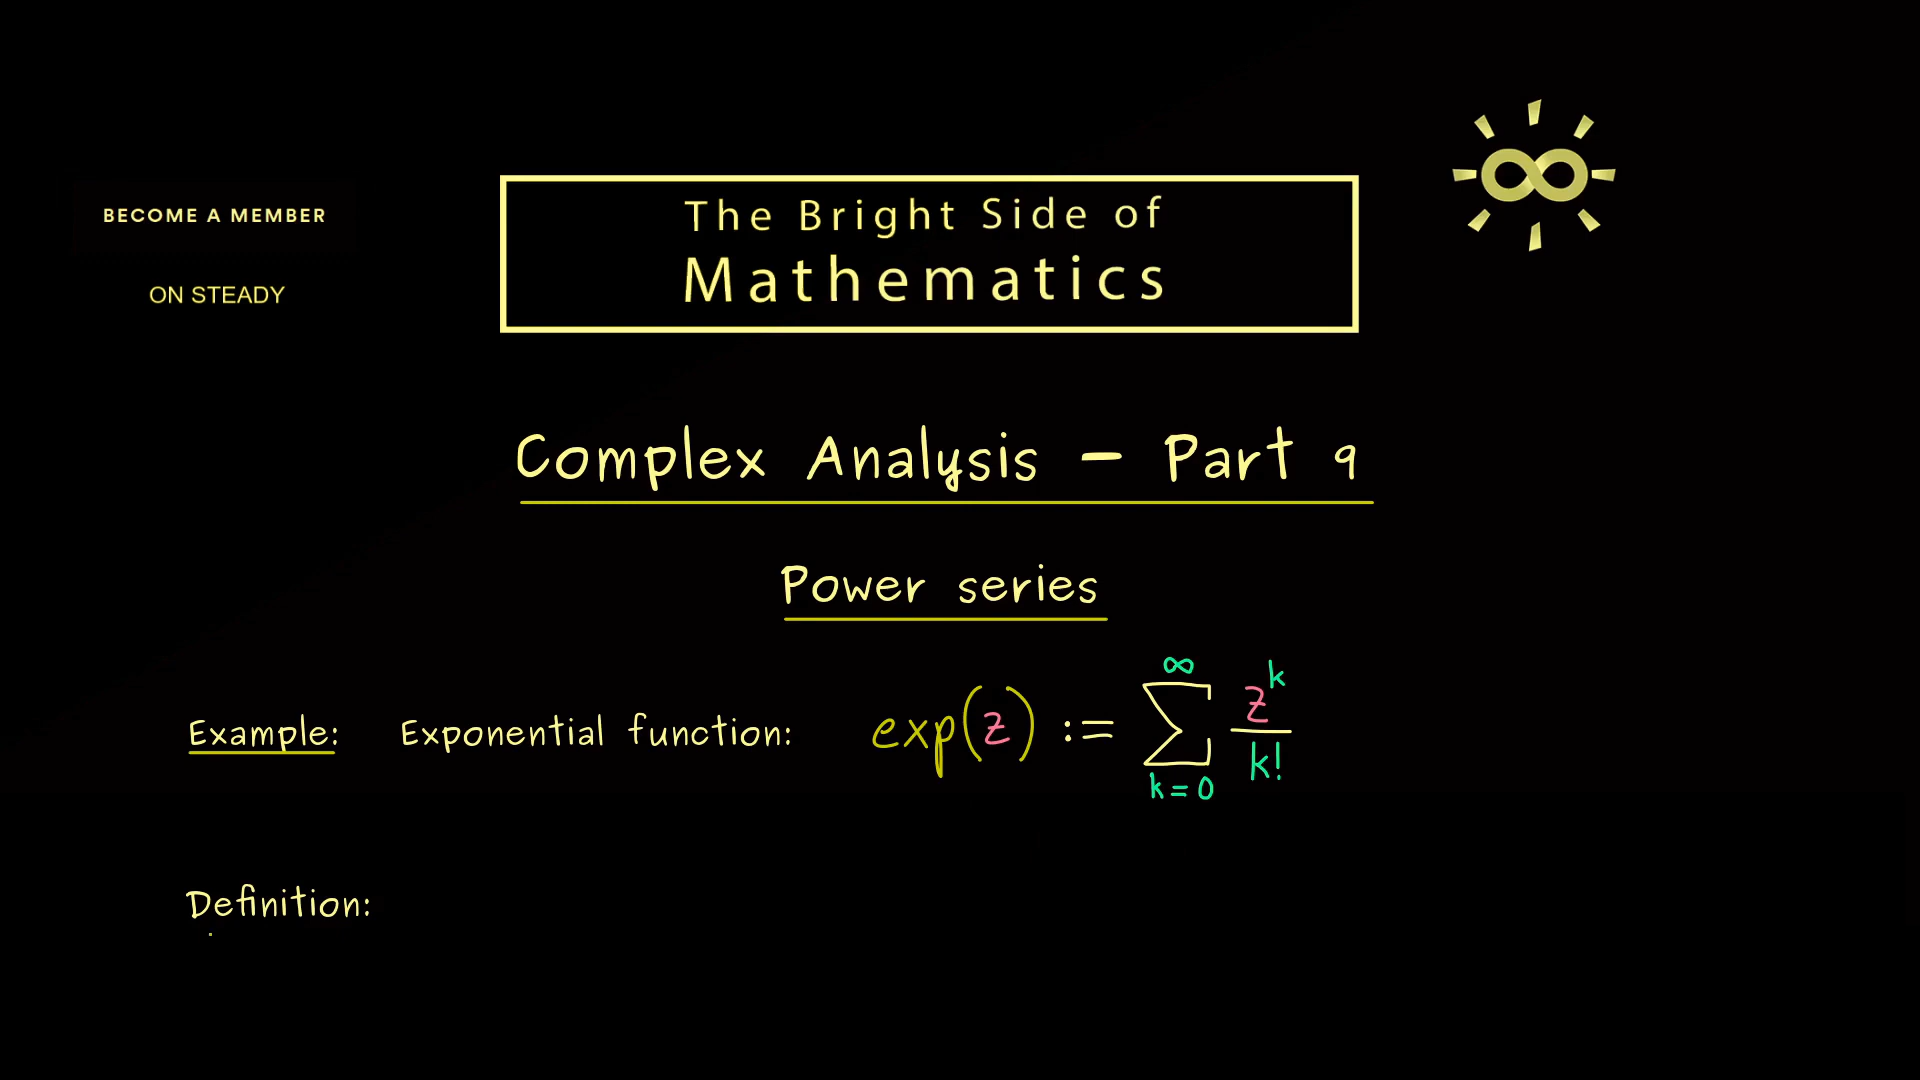 BECOME A MEMBER
ON STEADY
The Bright Side of
Mathematics
Complex Analysis – Part 9
Power series
Example: Exponential function: exp(z) := ∑_{k=0}^{∞} z^k / k!
Definition: